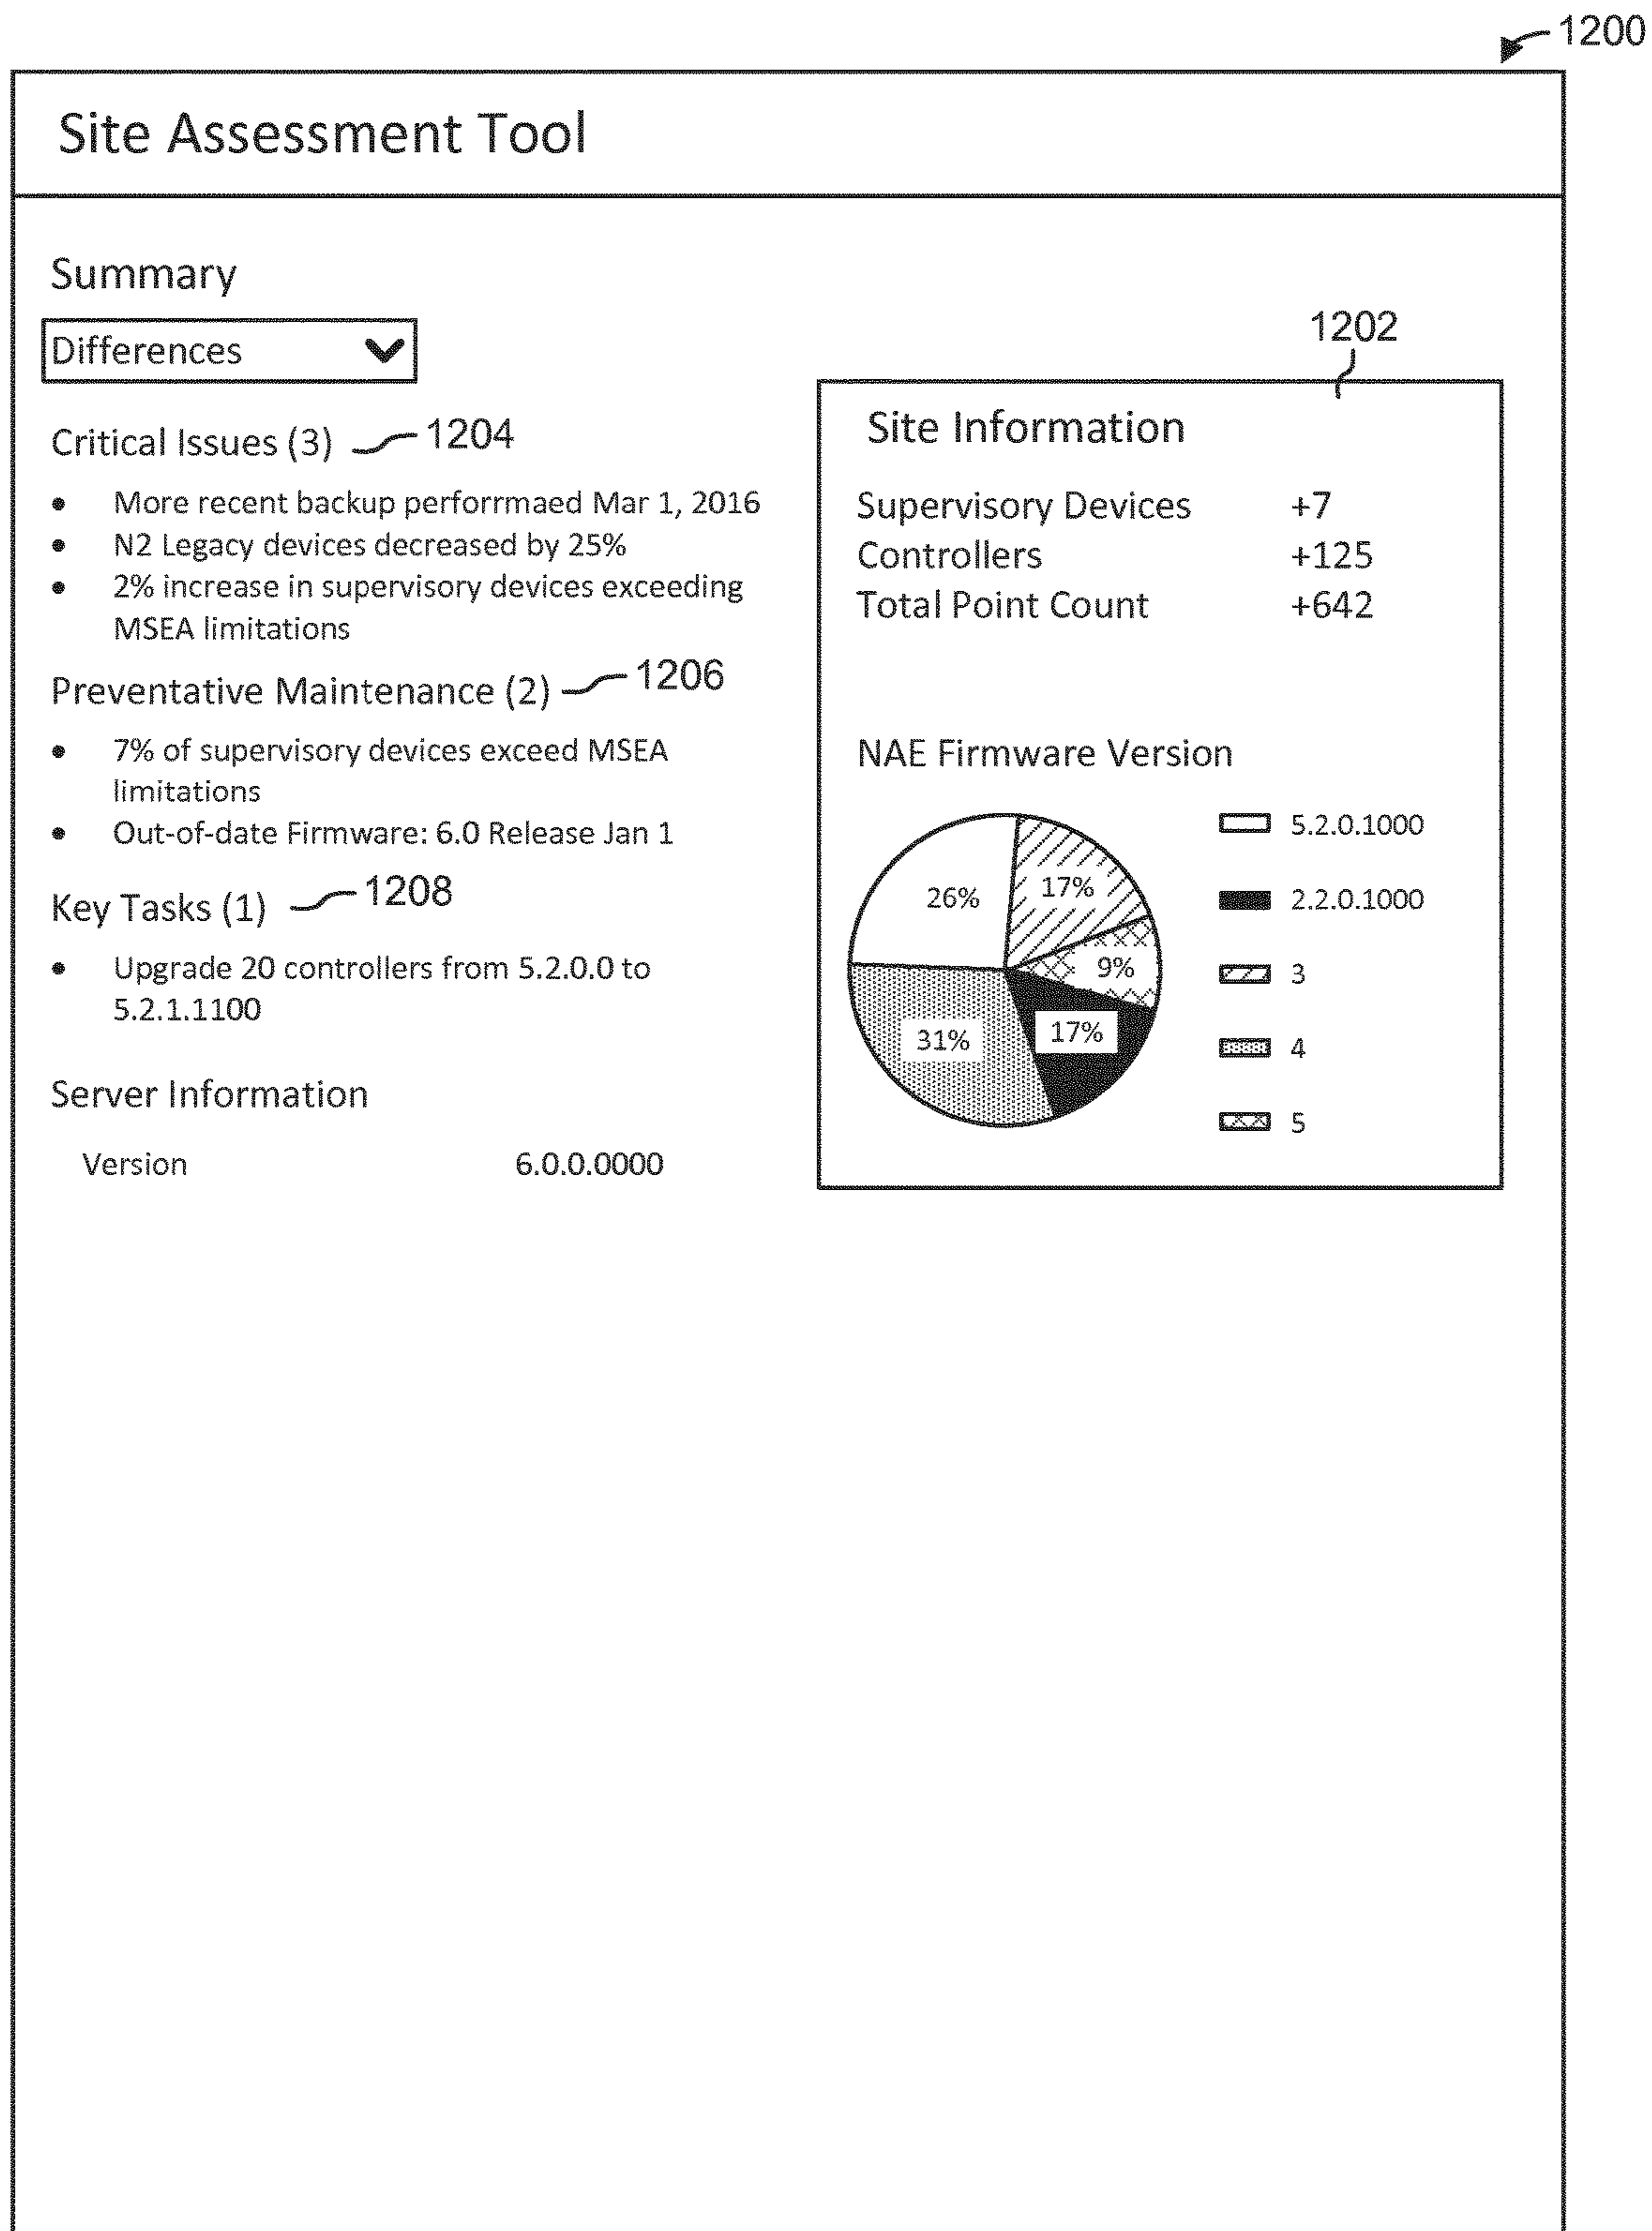 1200
Site Assessment Tool
Summary
Differences
Critical Issues (3) 1204
• More recent backup perforrmaed Mar 1, 2016
• N2 Legacy devices decreased by 25%
• 2% increase in supervisory devices exceeding
MSEA limitations
Preventative Maintenance (2) 1206
• 7% of supervisory devices exceed MSEA
limitations
• Out-of-date Firmware: 6.0 Release Jan 1
Key Tasks (1) 1208
• Upgrade 20 controllers from 5.2.0.0 to
5.2.1.1100
Server Information
Version 6.0.0.0000
1202
Site Information
Supervisory Devices +7
Controllers +125
Total Point Count +642
NAE Firmware Version
26%
17%
9%
17%
31%
5.2.0.1000
2.2.0.1000
3
4
5